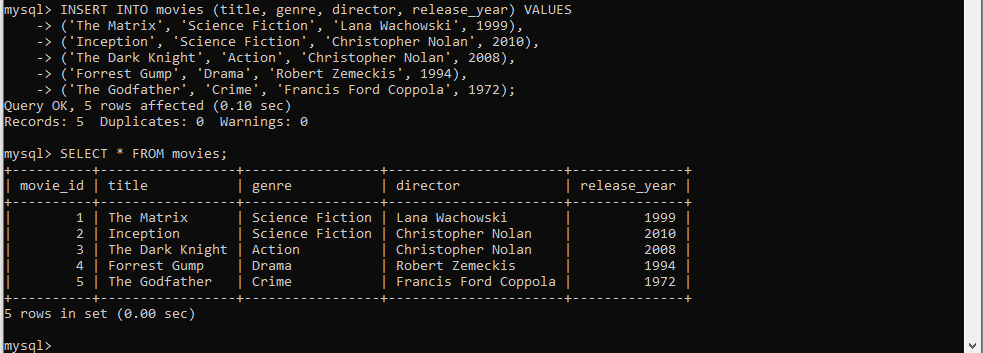 mysql> INSERT INTO movies (title, genre, director, release_year) VALUES
    -> ('The Matrix', 'Science Fiction', 'Lana Wachowski', 1999),
    -> ('Inception', 'Science Fiction', 'Christopher Nolan', 2010),
    -> ('The Dark Knight', 'Action', 'Christopher Nolan', 2008),
    -> ('Forrest Gump', 'Drama', 'Robert Zemeckis', 1994),
    -> ('The Godfather', 'Crime', 'Francis Ford Coppola', 1972);
Query OK, 5 rows affected (0.10 sec)
Records: 5  Duplicates: 0  Warnings: 0

mysql> SELECT * FROM movies;
+----------+-----------------+-----------------+----------------------+--------------+
| movie_id | title           | genre           | director             | release_year |
+----------+-----------------+-----------------+----------------------+--------------+
|        1 | The Matrix      | Science Fiction | Lana Wachowski       |         1999 |
|        2 | Inception       | Science Fiction | Christopher Nolan    |         2010 |
|        3 | The Dark Knight | Action          | Christopher Nolan    |         2008 |
|        4 | Forrest Gump    | Drama           | Robert Zemeckis      |         1994 |
|        5 | The Godfather   | Crime           | Francis Ford Coppola |         1972 |
+----------+-----------------+-----------------+----------------------+--------------+
5 rows in set (0.00 sec)

mysql>